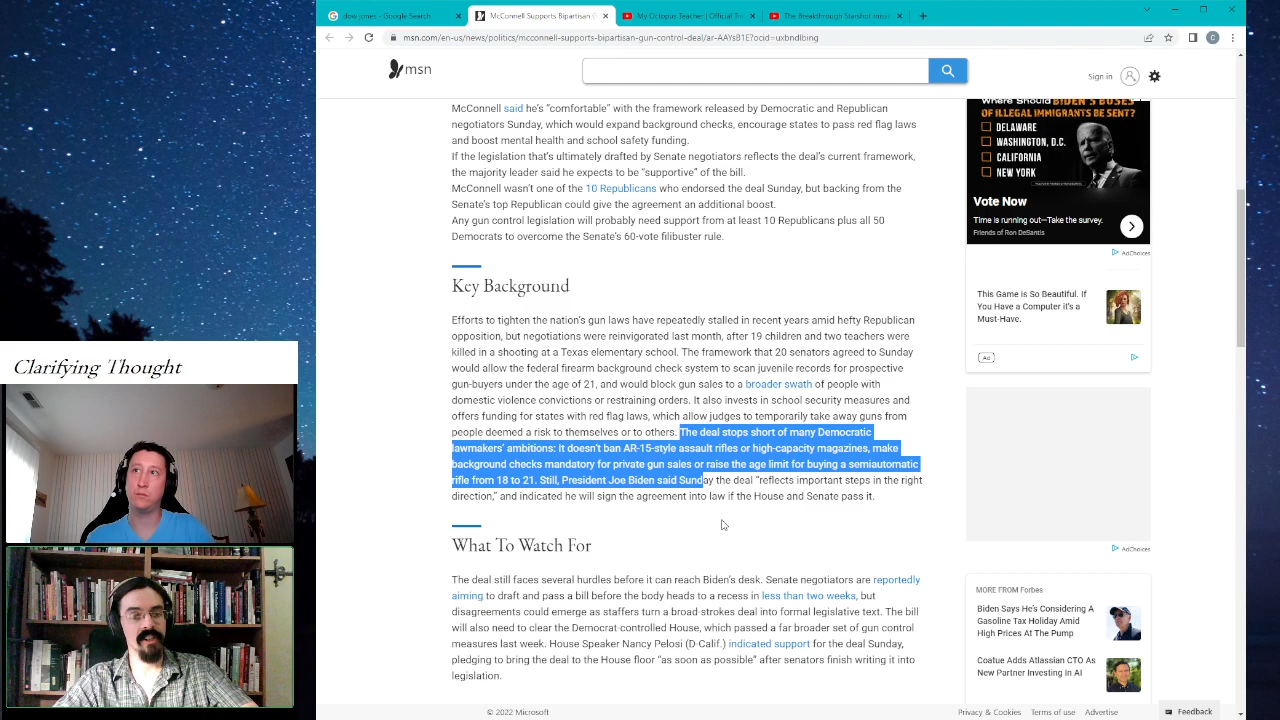 dow jones - Google Search
McConnell Supports Bipartisan G
My Octopus Teacher | Official Tra
The Breakthrough Starshot missi
msn.com/en-us/news/politics/mcconnell-supports-bipartisan-gun-control-deal/ar-AAYsB1E?ocid=uxbndlbing
msn
Sign in
McConnell said he's “comfortable” with the framework released by Democratic and Republican
negotiators Sunday, which would expand background checks, encourage states to pass red flag laws
and boost mental health and school safety funding.
If the legislation that's ultimately drafted by Senate negotiators reflects the deal's current framework,
the majority leader said he expects to be “supportive” of the bill.
McConnell wasn't one of the 10 Republicans who endorsed the deal Sunday, but backing from the
Senate's top Republican could give the agreement an additional boost.
Any gun control legislation will probably need support from at least 10 Republicans plus all 50
Democrats to overcome the Senate's 60-vote filibuster rule.
Key Background
Efforts to tighten the nation's gun laws have repeatedly stalled in recent years amid hefty Republican
opposition, but negotiations were reinvigorated last month, after 19 children and two teachers were
killed in a shooting at a Texas elementary school. The framework that 20 senators agreed to Sunday
would allow the federal firearm background check system to scan juvenile records for prospective
gun-buyers under the age of 21, and would block gun sales to a broader swath of people with
domestic violence convictions or restraining orders. It also invests in school security measures and
offers funding for states with red flag laws, which allow judges to temporarily take away guns from
people deemed a risk to themselves or to others. The deal stops short of many Democratic
lawmakers' ambitions: It doesn't ban AR-15-style assault rifles or high-capacity magazines, make
background checks mandatory for private gun sales or raise the age limit for buying a semiautomatic
rifle from 18 to 21. Still, President Joe Biden said Sunday the deal “reflects important steps in the right
direction,” and indicated he will sign the agreement into law if the House and Senate pass it.
What To Watch For
The deal still faces several hurdles before it can reach Biden's desk. Senate negotiators are reportedly
aiming to draft and pass a bill before the body heads to a recess in less than two weeks, but
disagreements could emerge as staffers turn a broad-strokes deal into formal legislative text. The bill
will also need to clear the Democrat-controlled House, which passed a far broader set of gun control
measures last week. House Speaker Nancy Pelosi (D-Calif.) indicated support for the deal Sunday,
pledging to bring the deal to the House floor “as soon as possible” after senators finish writing it into
legislation.
Where Should BIDEN'S BUSES
OF ILLEGAL IMMIGRANTS BE SENT?
DELAWARE
WASHINGTON, D.C.
CALIFORNIA
NEW YORK
Vote Now
Time is running out—Take the survey.
Friends of Ron DeSantis
AdChoices
This Game is So Beautiful. If
You Have a Computer it's a
Must-Have.
Ad
AdChoices
MORE FROM Forbes
Biden Says He's Considering A
Gasoline Tax Holiday Amid
High Prices At The Pump
Coatue Adds Atlassian CTO As
New Partner Investing In AI
© 2022 Microsoft
Privacy & Cookies
Terms of use
Advertise
Feedback
Clarifying Thought